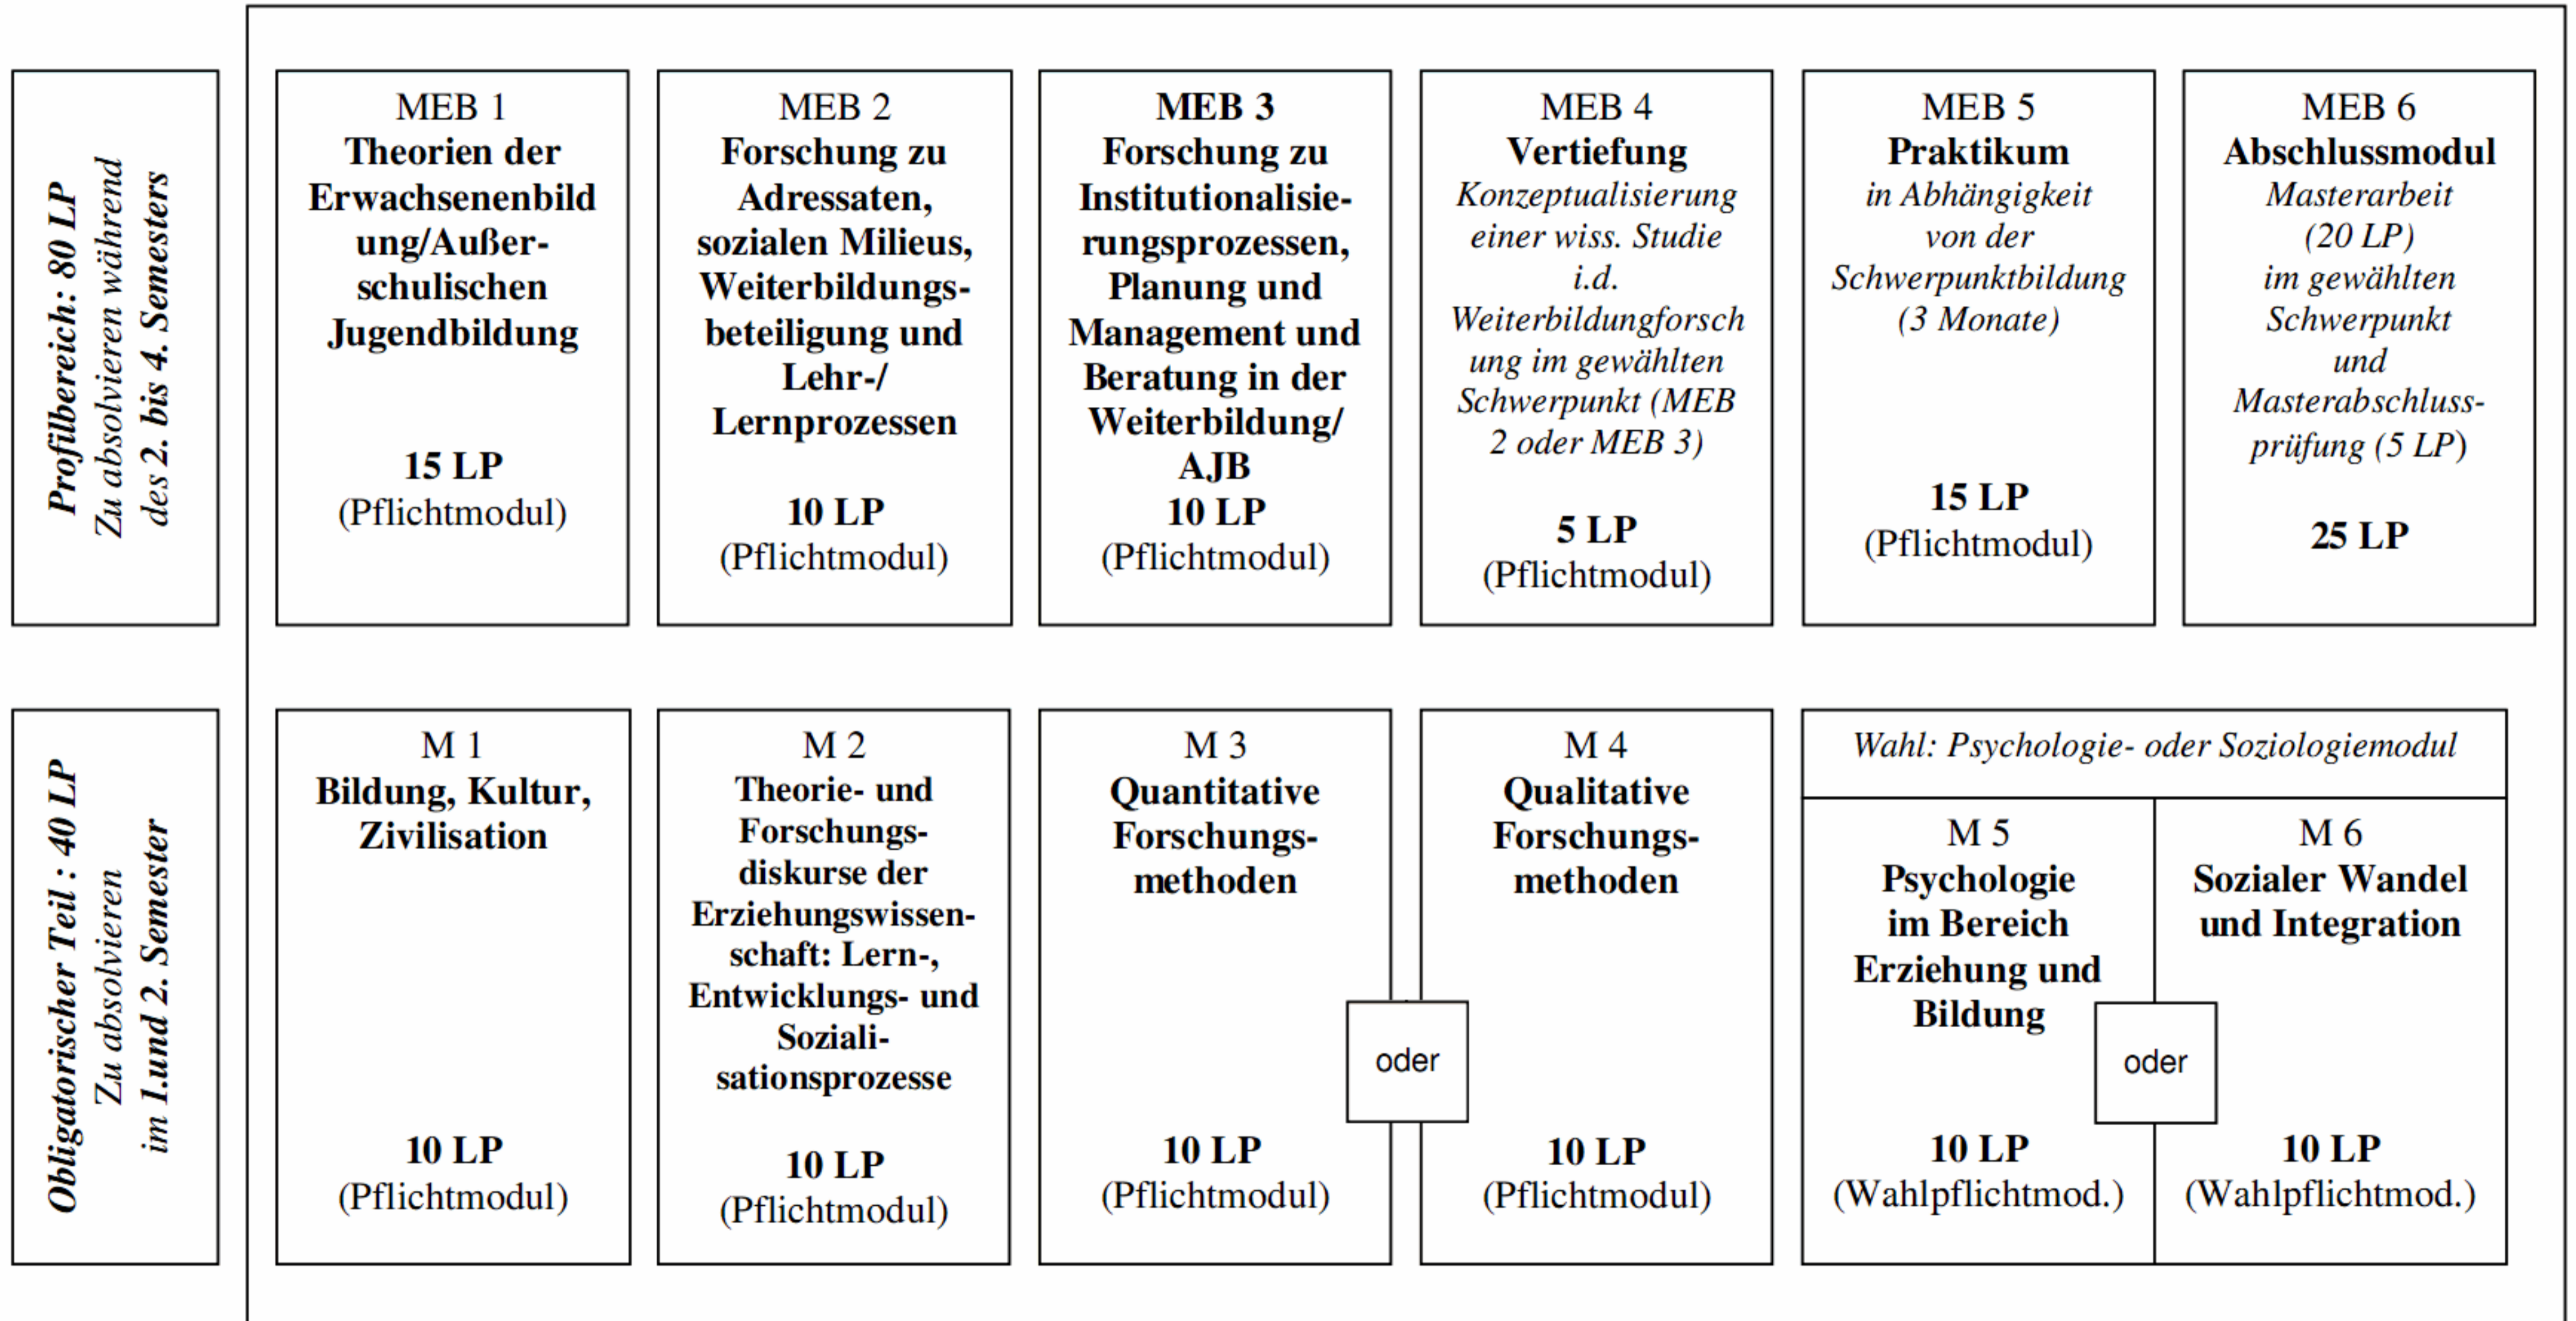 Profilbereich: 80 LP
Zu absolvieren während
des 2. bis 4. Semesters
MEB 1
Theorien der
Erwachsenenbild
ung/Außer-
schulischen
Jugendbildung
15 LP
(Pflichtmodul)
MEB 2
Forschung zu
Adressaten,
sozialen Milieus,
Weiterbildungs-
beteiligung und
Lehr-/
Lernprozessen
10 LP
(Pflichtmodul)
MEB 3
Forschung zu
Institutionalisie-
rungsprozessen,
Planung und
Management und
Beratung in der
Weiterbildung/
AJB
10 LP
(Pflichtmodul)
MEB 4
Vertiefung
Konzeptualisierung
einer wiss. Studie
i.d.
Weiterbildungforsch
ung im gewählten
Schwerpunkt (MEB
2 oder MEB 3)
5 LP
(Pflichtmodul)
MEB 5
Praktikum
in Abhängigkeit
von der
Schwerpunktbildung
(3 Monate)
15 LP
(Pflichtmodul)
MEB 6
Abschlussmodul
Masterarbeit
(20 LP)
im gewählten
Schwerpunkt
und
Masterabschluss-
prüfung (5 LP)
25 LP
Obligatorischer Teil : 40 LP
Zu absolvieren
im 1.und 2. Semester
M 1
Bildung, Kultur,
Zivilisation
10 LP
(Pflichtmodul)
M 2
Theorie- und
Forschungs-
diskurse der
Erziehungswissen-
schaft: Lern-,
Entwicklungs- und
Soziali-
sationsprozesse
10 LP
(Pflichtmodul)
M 3
Quantitative
Forschungs-
methoden
10 LP
(Pflichtmodul)
oder
M 4
Qualitative
Forschungs-
methoden
10 LP
(Pflichtmodul)
Wahl: Psychologie- oder Soziologiemodul
M 5
Psychologie
im Bereich
Erziehung und
Bildung
10 LP
(Wahlpflichtmod.)
oder
M 6
Sozialer Wandel
und Integration
10 LP
(Wahlpflichtmod.)